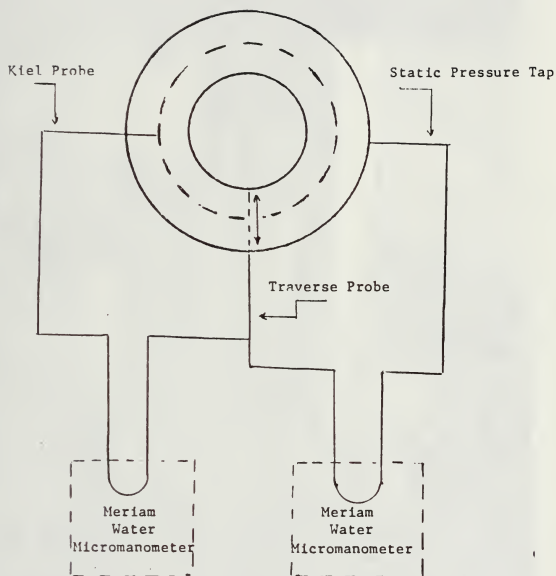 Kiel Probe
Static Pressure Tap
Traverse Probe
Meriam
Water
Micromanometer
Meriam
Water
Micromanometer